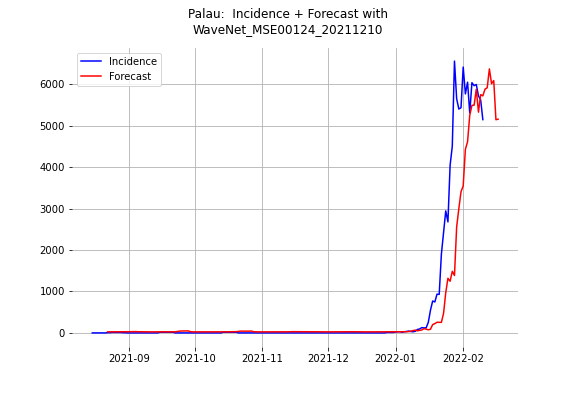 Palau:  Incidence + Forecast with
WaveNet_MSE00124_20211210
Incidence
Forecast
6000
5000
4000
3000
2000
1000
0
2021-09 2021-10 2021-11 2021-12 2022-01 2022-02